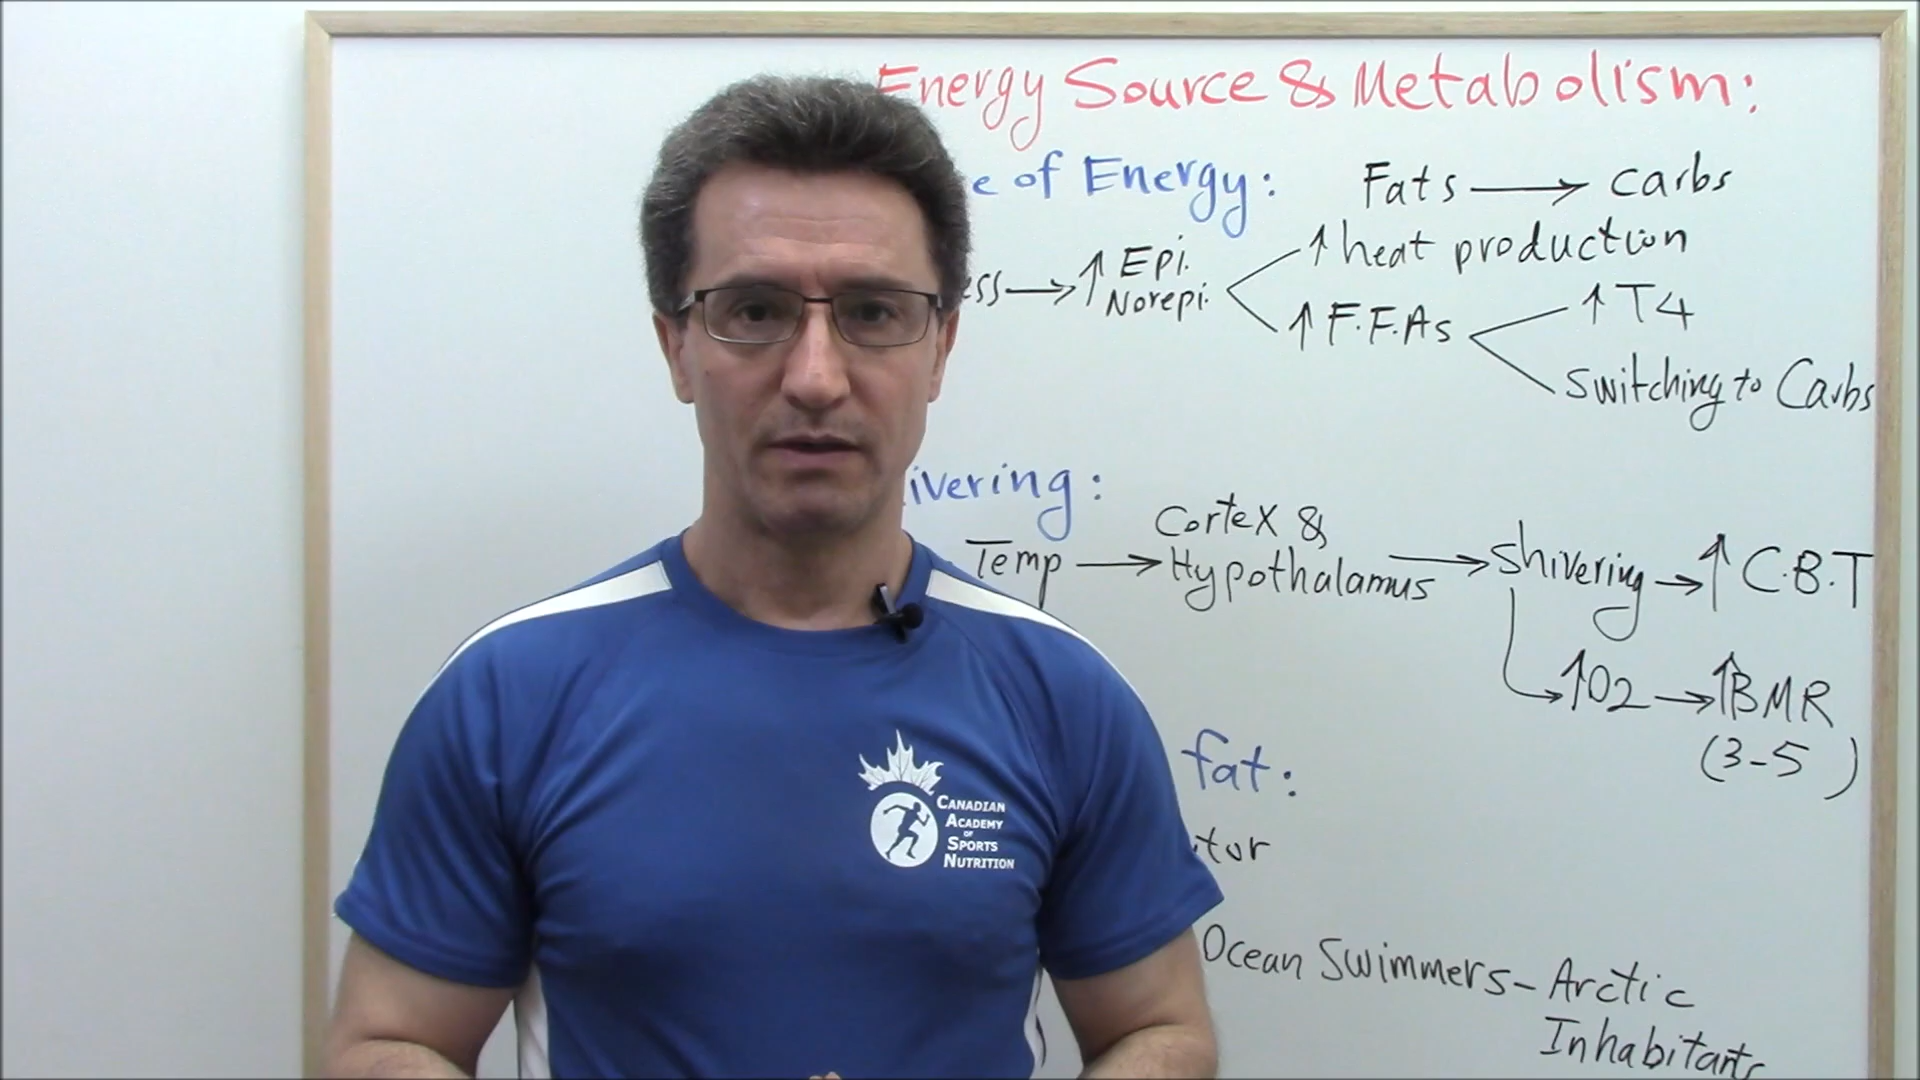 Energy Source & Metabolism:
e of Energy:
Fats → Carbs
ess → ↑ Epi.
Norepi.
↑ heat production
↑ F.F.As
↑ T4
Switching to Carbs
ivering:
Temp → Cortex &
Hypothalamus → Shivering → ↑ C.B.T
↑O2 → ↑BMR
(3-5 )
fat:
tor
Ocean Swimmers - Arctic
Inhabitants
CANADIAN
ACADEMY
OF
SPORTS
NUTRITION